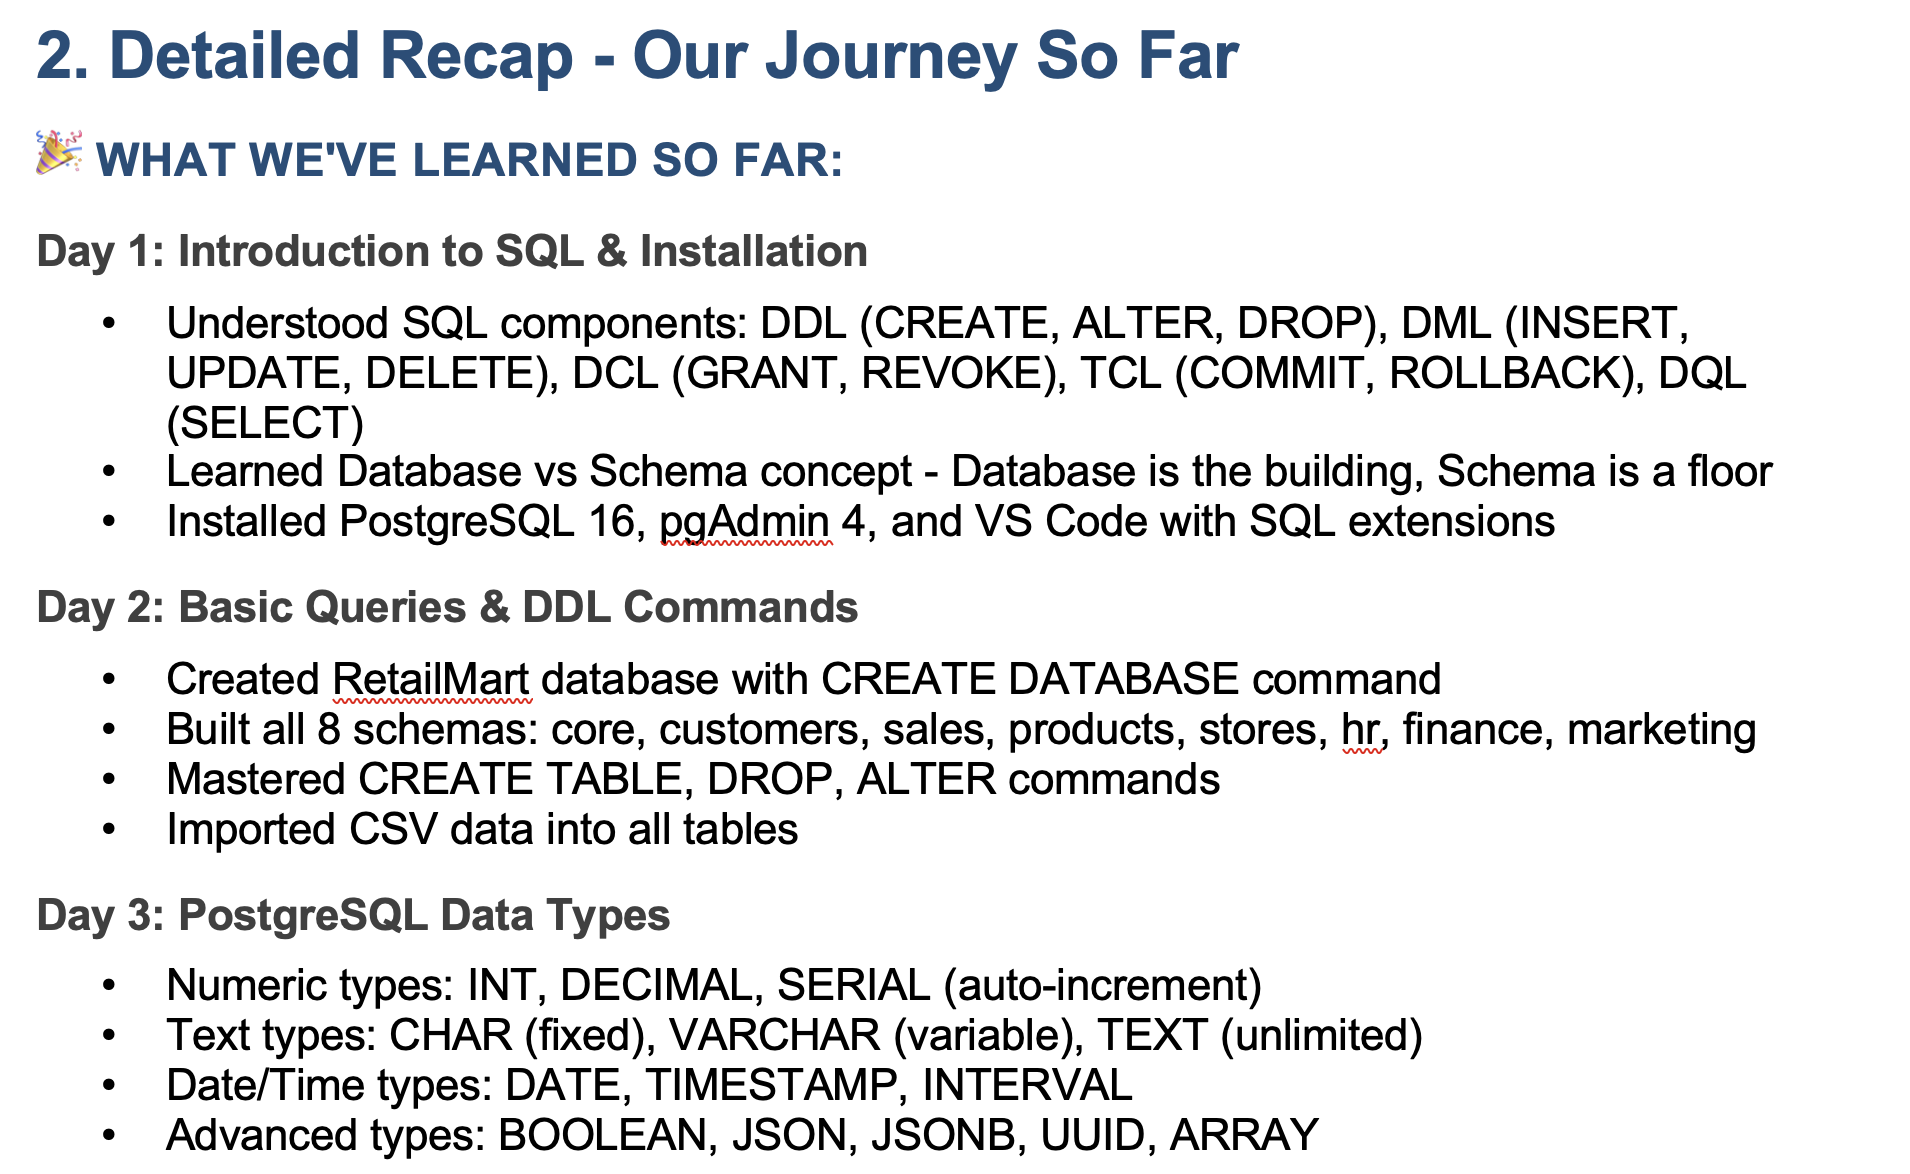 2. Detailed Recap - Our Journey So Far
🎉 WHAT WE'VE LEARNED SO FAR:
Day 1: Introduction to SQL & Installation
• Understood SQL components: DDL (CREATE, ALTER, DROP), DML (INSERT,
UPDATE, DELETE), DCL (GRANT, REVOKE), TCL (COMMIT, ROLLBACK), DQL
(SELECT)
• Learned Database vs Schema concept - Database is the building, Schema is a floor
• Installed PostgreSQL 16, pgAdmin 4, and VS Code with SQL extensions
Day 2: Basic Queries & DDL Commands
• Created RetailMart database with CREATE DATABASE command
• Built all 8 schemas: core, customers, sales, products, stores, hr, finance, marketing
• Mastered CREATE TABLE, DROP, ALTER commands
• Imported CSV data into all tables
Day 3: PostgreSQL Data Types
• Numeric types: INT, DECIMAL, SERIAL (auto-increment)
• Text types: CHAR (fixed), VARCHAR (variable), TEXT (unlimited)
• Date/Time types: DATE, TIMESTAMP, INTERVAL
• Advanced types: BOOLEAN, JSON, JSONB, UUID, ARRAY